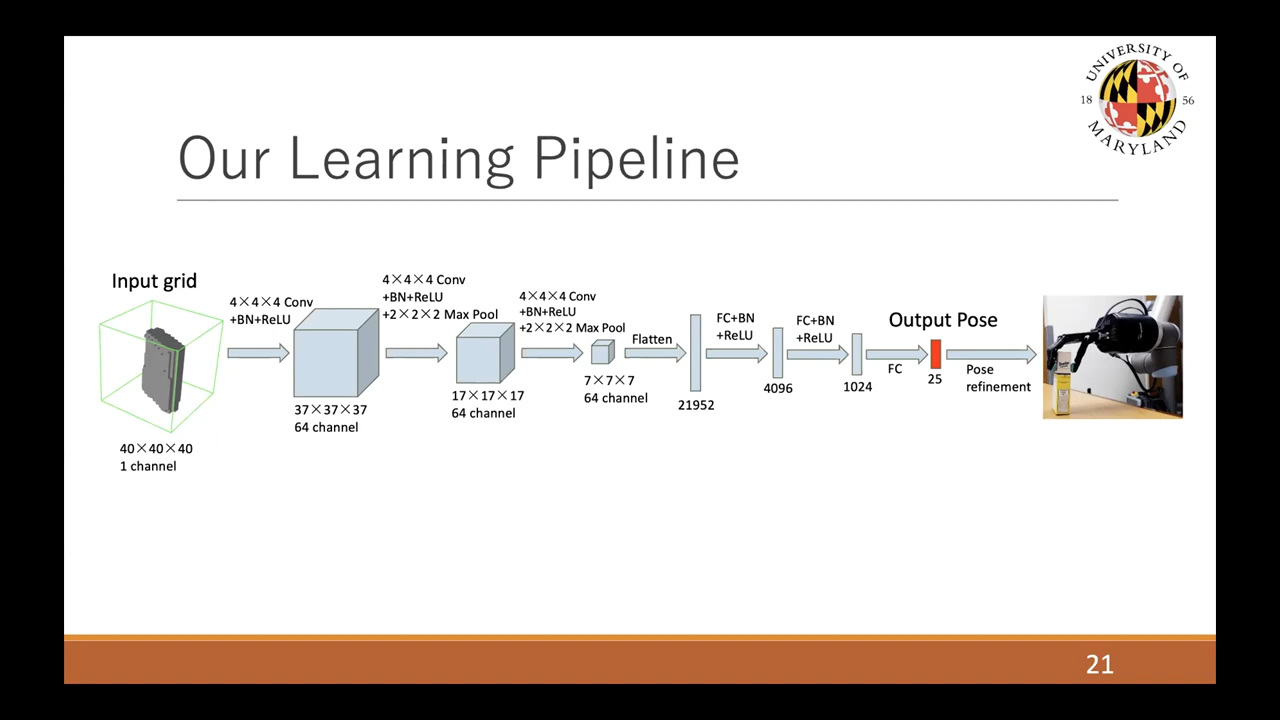 UNIVERSITY OF
18 56
MARYLAND
Our Learning Pipeline
Input grid
40×40×40
1 channel
4×4×4 Conv
+BN+ReLU
37×37×37
64 channel
4×4×4 Conv
+BN+ReLU
+2×2×2 Max Pool
17×17×17
64 channel
4×4×4 Conv
+BN+ReLU
+2×2×2 Max Pool
7×7×7
64 channel
Flatten
21952
FC+BN
+ReLU
4096
FC+BN
+ReLU
1024
FC
Output Pose
25
Pose
refinement
21